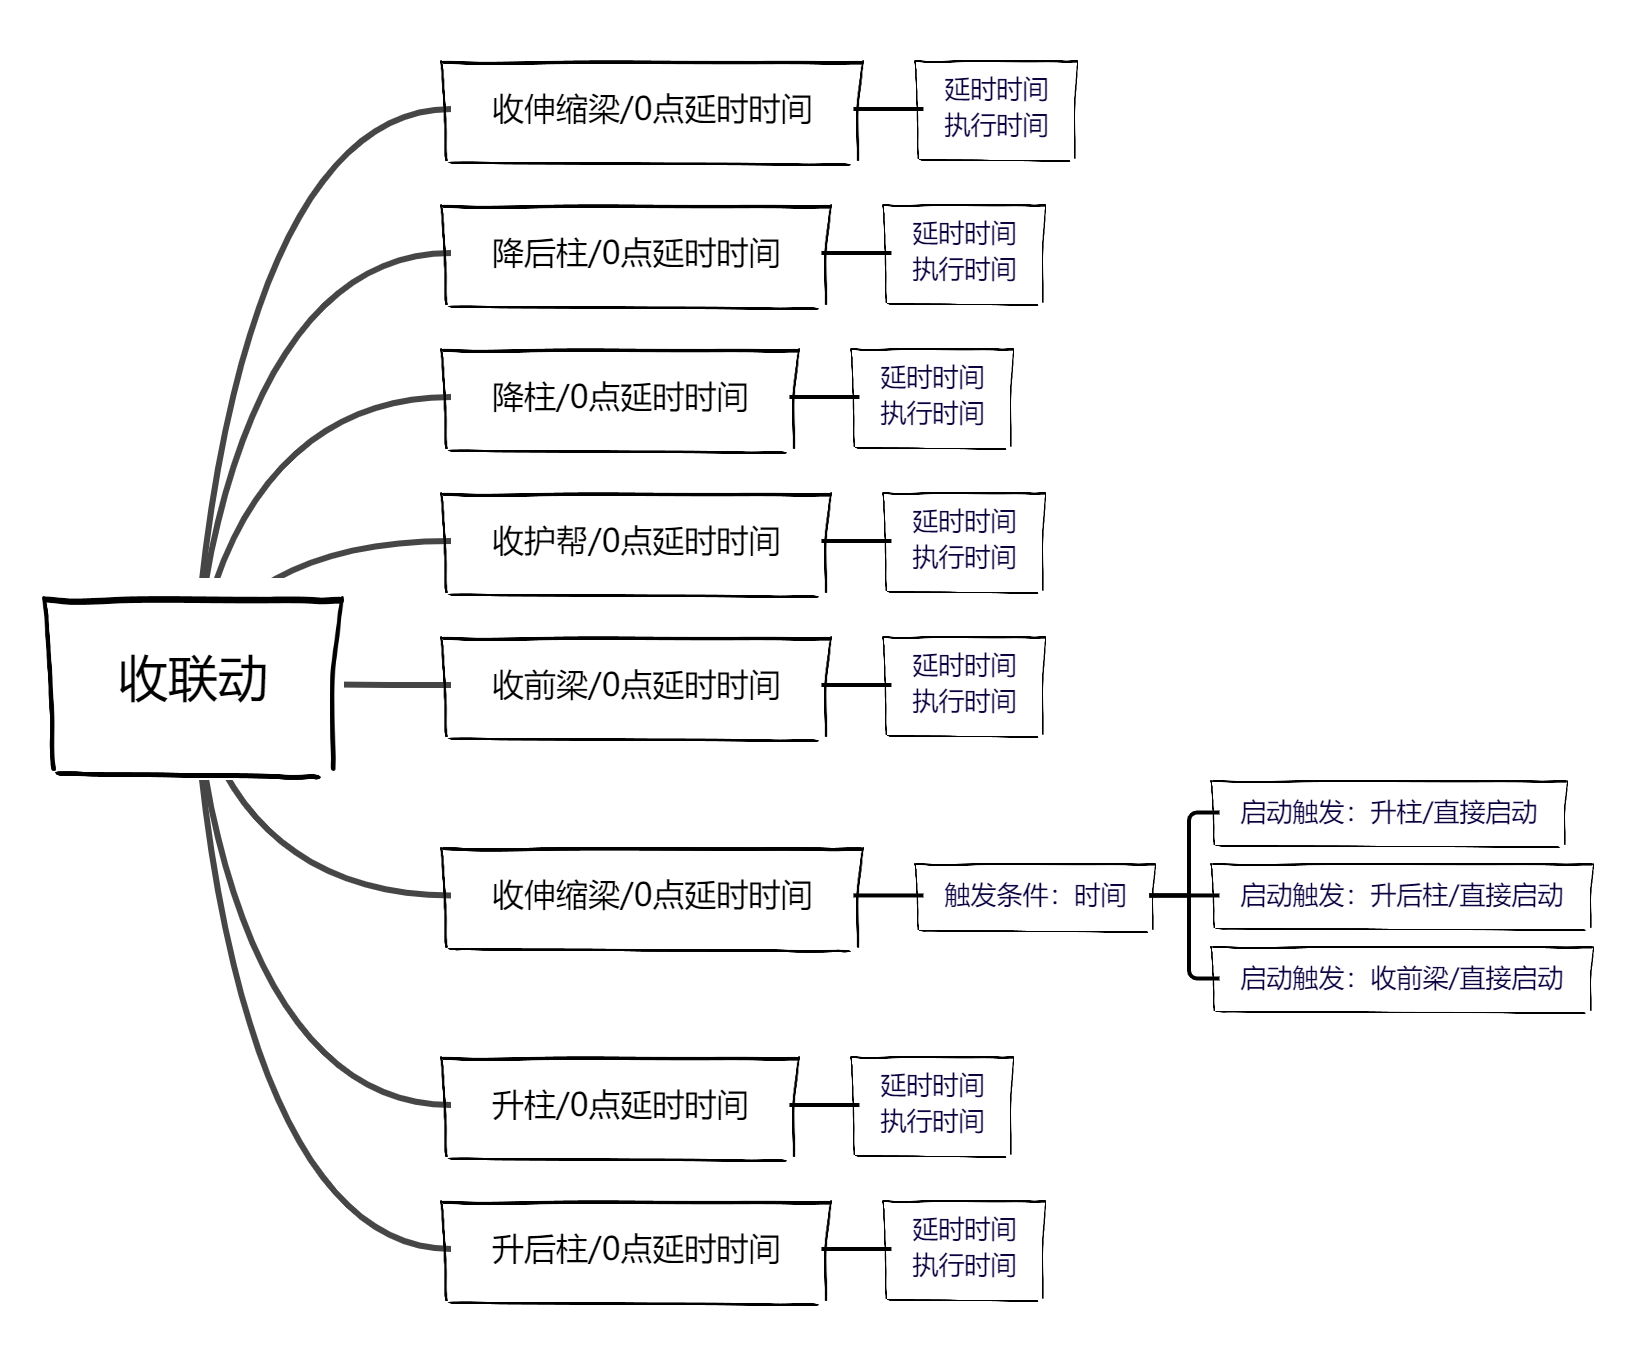 收联动
收伸缩梁/0点延时时间
延时时间
执行时间
降后柱/0点延时时间
延时时间
执行时间
降柱/0点延时时间
延时时间
执行时间
收护帮/0点延时时间
延时时间
执行时间
收前梁/0点延时时间
延时时间
执行时间
收伸缩梁/0点延时时间
触发条件：时间
启动触发：升柱/直接启动
启动触发：升后柱/直接启动
启动触发：收前梁/直接启动
升柱/0点延时时间
延时时间
执行时间
升后柱/0点延时时间
延时时间
执行时间